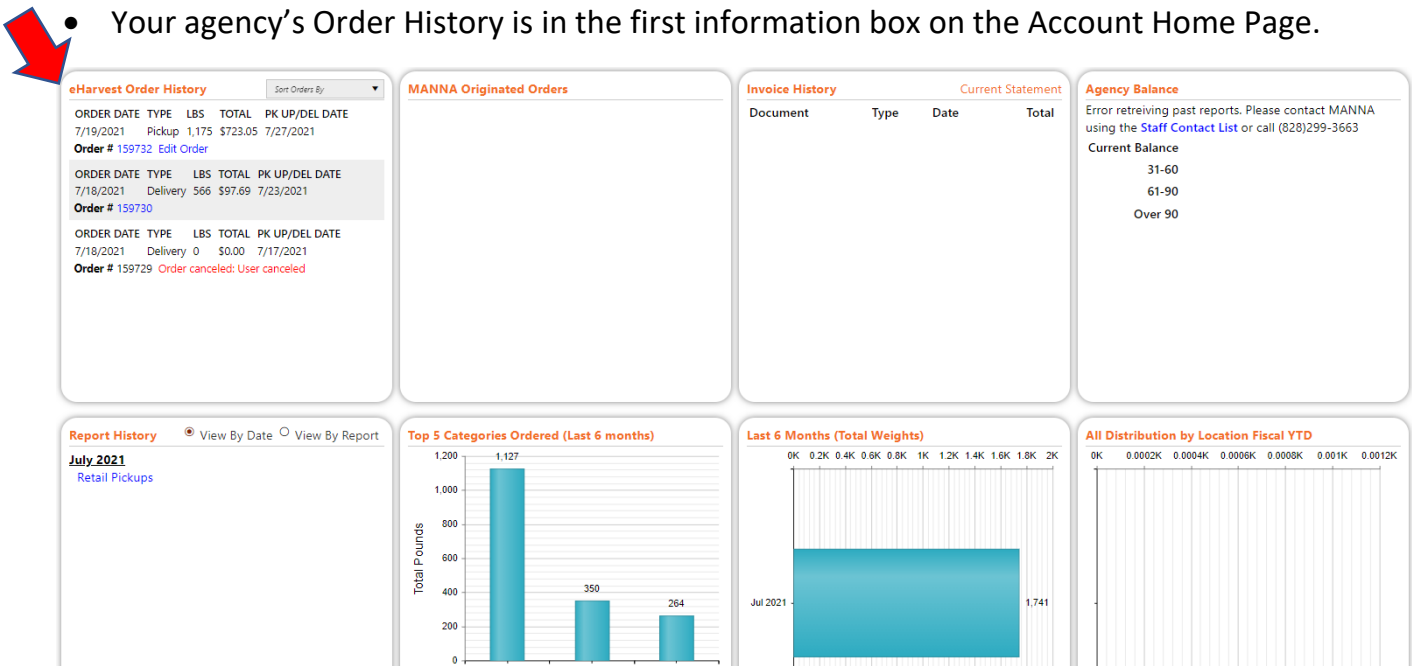 • Your agency’s Order History is in the first information box on the Account Home Page.
eHarvest Order History Sort Orders By ▼
ORDER DATE TYPE LBS TOTAL PK UP/DEL DATE
7/19/2021 Pickup 1,175 $723.05 7/27/2021
Order # 159732 Edit Order
ORDER DATE TYPE LBS TOTAL PK UP/DEL DATE
7/18/2021 Delivery 566 $97.69 7/23/2021
Order # 159730
ORDER DATE TYPE LBS TOTAL PK UP/DEL DATE
7/18/2021 Delivery 0 $0.00 7/17/2021
Order # 159729 Order canceled: User canceled
MANNA Originated Orders
Invoice History Current Statement
Document Type Date Total
Agency Balance
Error retreiving past reports. Please contact MANNA
using the Staff Contact List or call (828)299-3663
Current Balance
31-60
61-90
Over 90
Report History View By Date View By Report
July 2021
Retail Pickups
Top 5 Categories Ordered (Last 6 months)
Total Pounds
1,200
1,000
800
600
400
200
0
1,127
350
264
Last 6 Months (Total Weights)
0K 0.2K 0.4K 0.6K 0.8K 1K 1.2K 1.4K 1.6K 1.8K 2K
Jul 2021 1,741
All Distribution by Location Fiscal YTD
0K 0.0002K 0.0004K 0.0006K 0.0008K 0.001K 0.0012K